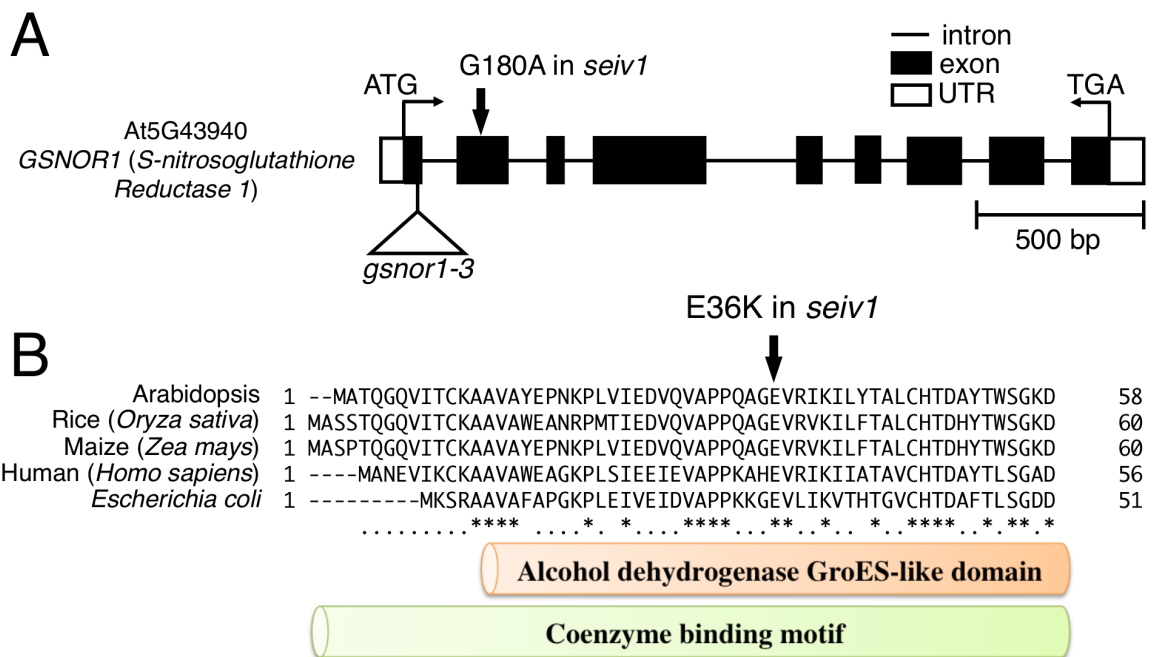 A
G180A in seiv1
intron
exon
UTR
ATG
TGA
At5G43940
GSNOR1 (S-nitrosoglutathione
Reductase 1)
500 bp
gsnor1-3
E36K in seiv1
B
Arabidopsis 1 --MATQGQVITCKAAVAYEPNKPLVIEDVQVAPPQAGEVRIKILYTALCHTDAYTWSGKD 58
Rice (Oryza sativa) 1 MASSTQGQVITCKAAVAWEANRPMTIEDVQVAPPQAGEVRVKILFTALCHTDHYTWSGKD 60
Maize (Zea mays) 1 MASPTQGQVITCKAAVAWEANKPLTIEDVQVAPPQAGEVRVKILFTALCHTDHYTWSGKD 60
Human (Homo sapiens) 1 ----MANEVIKCKAAVAWEAGKPLSIEEIEVAPPKAHEVRIKIIATAVCHTDAYTLSGAD 56
Escherichia coli 1 ---------MKSRAAVAFAPGKPLEIVEIDVAPPKKGEVLIKVTHTGVCHTDAFTLSGDD 51
.........**** ....*..*....****...**..*.. *..****..*.**.*
Alcohol dehydrogenase GroES-like domain
Coenzyme binding motif